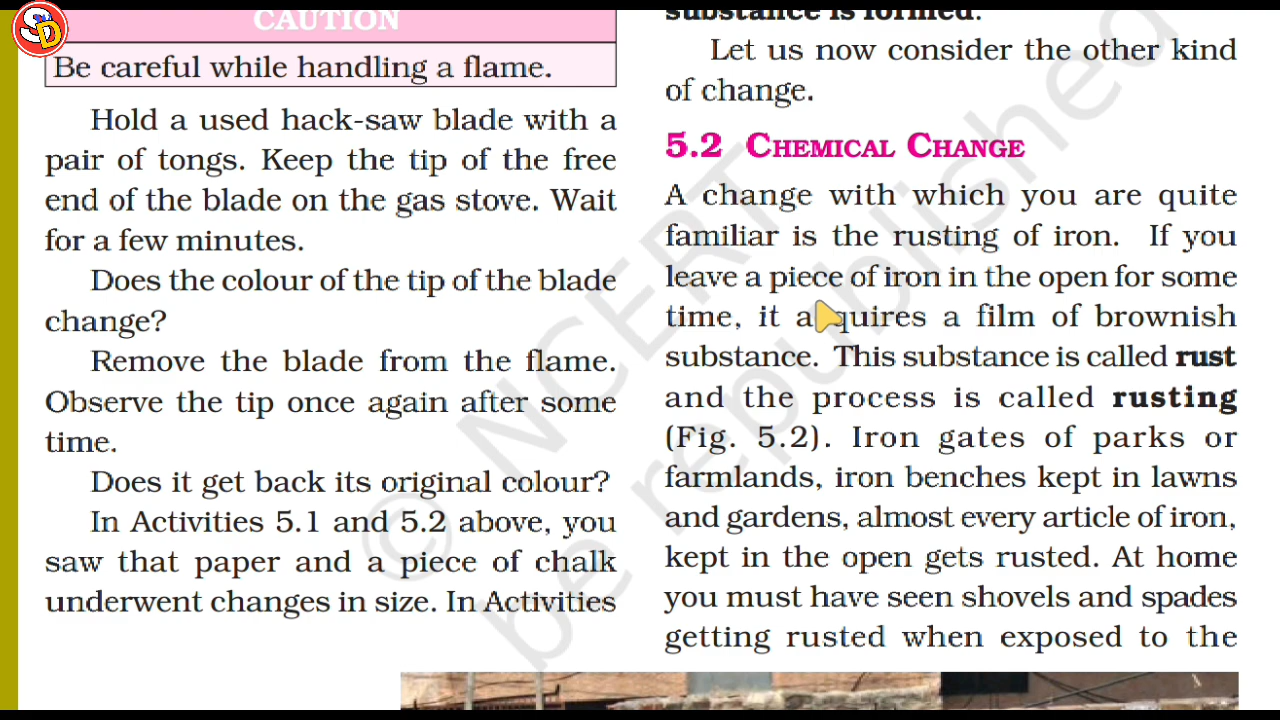 SD
CAUTION
Be careful while handling a flame.
Hold a used hack-saw blade with a
pair of tongs. Keep the tip of the free
end of the blade on the gas stove. Wait
for a few minutes.
Does the colour of the tip of the blade
change?
Remove the blade from the flame.
Observe the tip once again after some
time.
Does it get back its original colour?
In Activities 5.1 and 5.2 above, you
saw that paper and a piece of chalk
underwent changes in size. In Activities
substance is formed.
Let us now consider the other kind
of change.
5.2 CHEMICAL CHANGE
A change with which you are quite
familiar is the rusting of iron. If you
leave a piece of iron in the open for some
time, it acquires a film of brownish
substance. This substance is called rust
and the process is called rusting
(Fig. 5.2). Iron gates of parks or
farmlands, iron benches kept in lawns
and gardens, almost every article of iron,
kept in the open gets rusted. At home
you must have seen shovels and spades
getting rusted when exposed to the
© NCERT
be republished